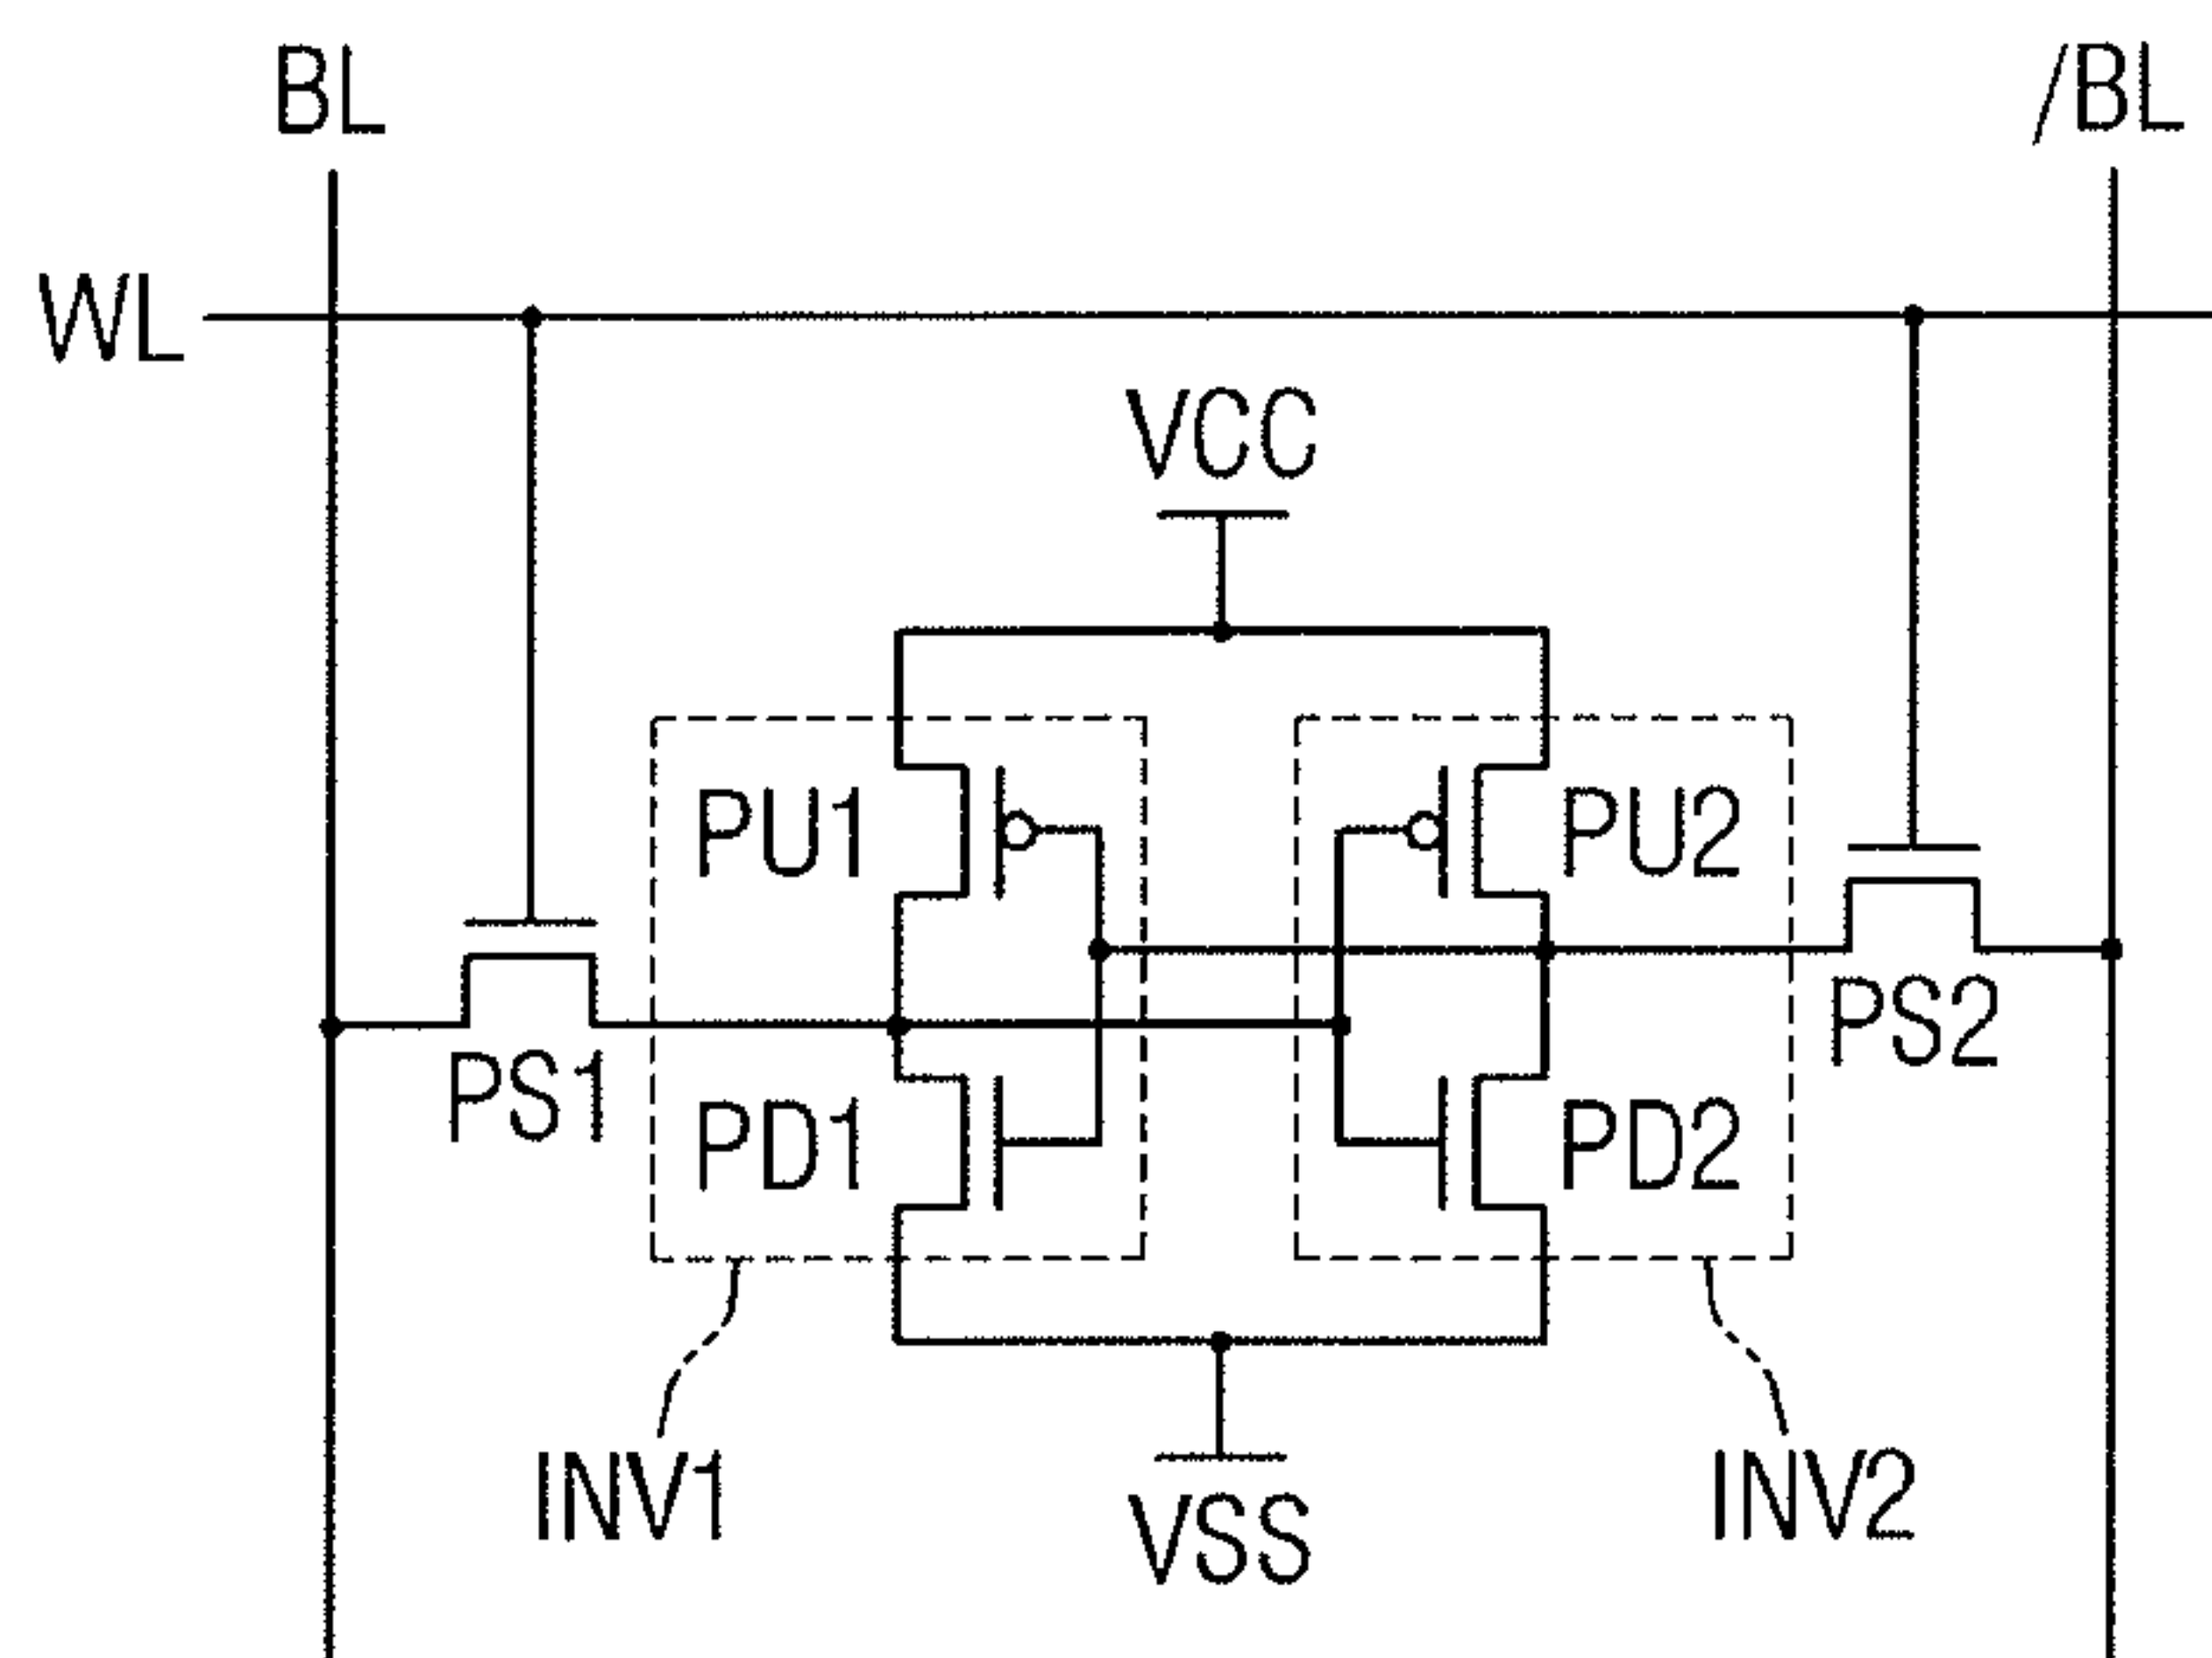 BL
/BL
WL
VCC
PU1
PU2
PS1
PS2
PD1
PD2
INV1
VSS
INV2